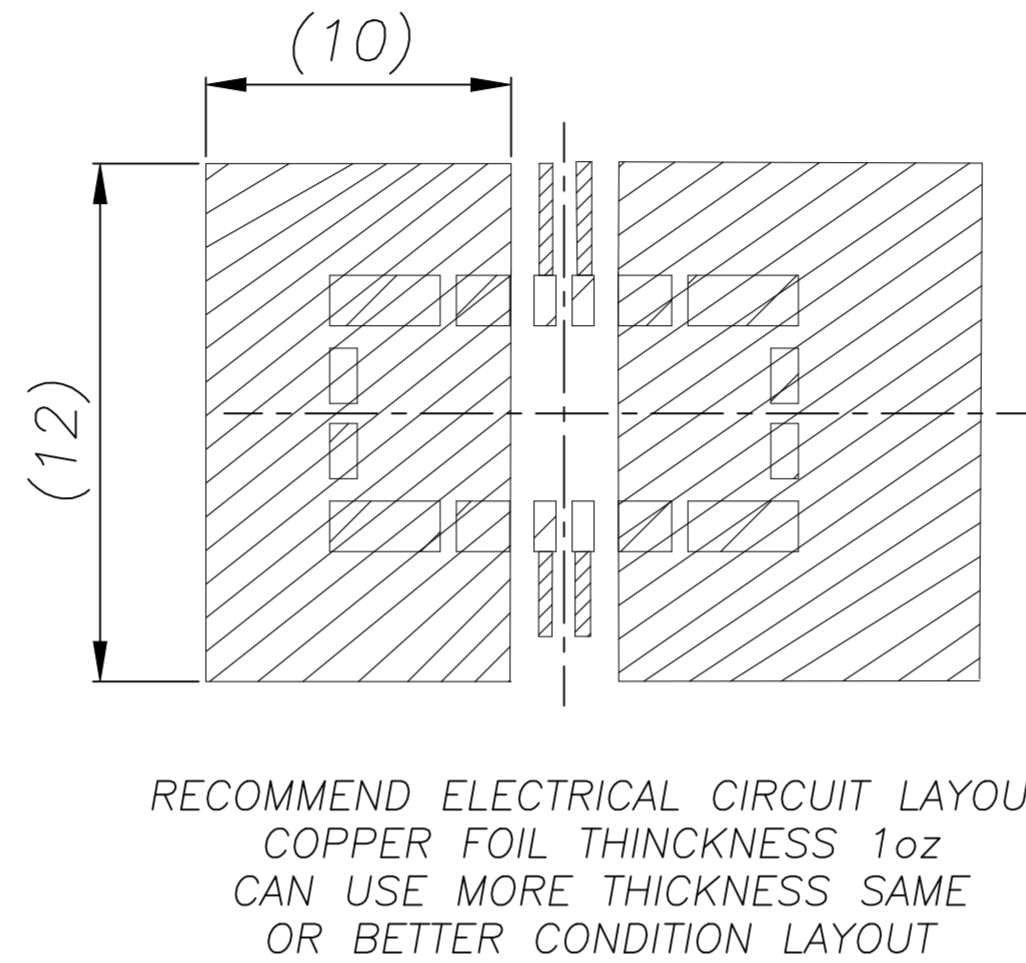 (10)
(12)
RECOMMEND ELECTRICAL CIRCUIT LAYOU
COPPER FOIL THINCKNESS 1oz
CAN USE MORE THICKNESS SAME
OR BETTER CONDITION LAYOUT